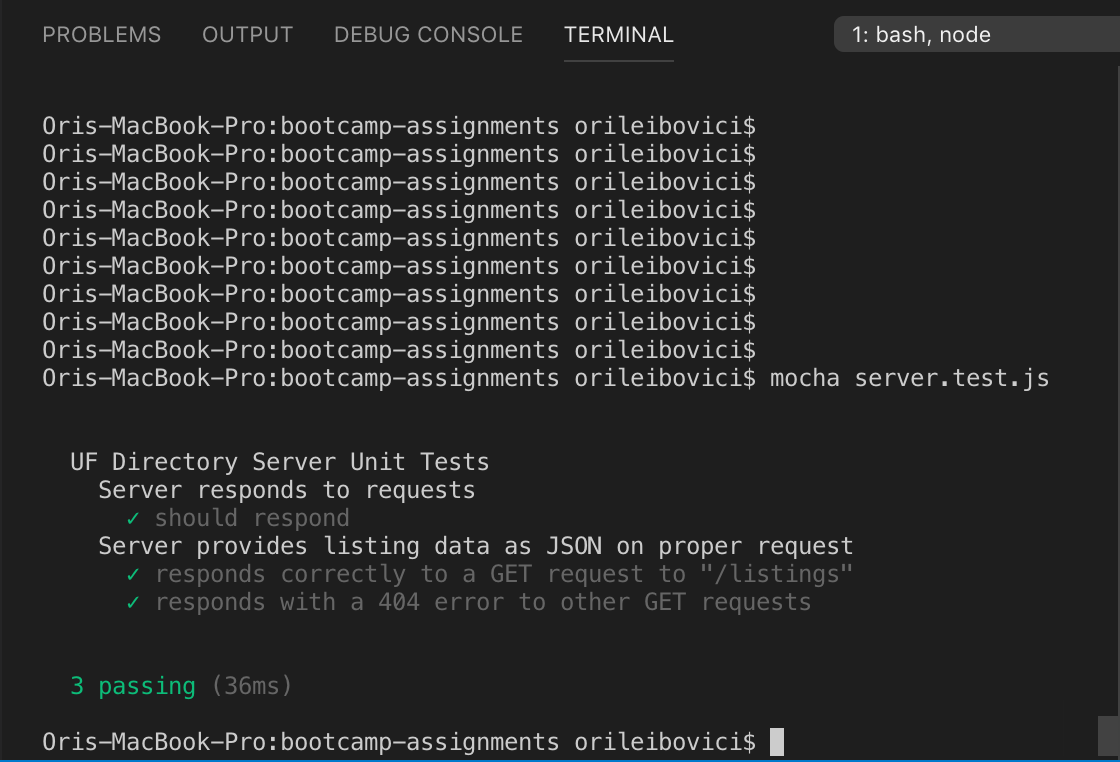 PROBLEMS OUTPUT DEBUG CONSOLE TERMINAL 1: bash, node
Oris-MacBook-Pro:bootcamp-assignments orileibovici$
Oris-MacBook-Pro:bootcamp-assignments orileibovici$
Oris-MacBook-Pro:bootcamp-assignments orileibovici$
Oris-MacBook-Pro:bootcamp-assignments orileibovici$
Oris-MacBook-Pro:bootcamp-assignments orileibovici$
Oris-MacBook-Pro:bootcamp-assignments orileibovici$
Oris-MacBook-Pro:bootcamp-assignments orileibovici$
Oris-MacBook-Pro:bootcamp-assignments orileibovici$
Oris-MacBook-Pro:bootcamp-assignments orileibovici$
Oris-MacBook-Pro:bootcamp-assignments orileibovici$ mocha server.test.js
UF Directory Server Unit Tests
Server responds to requests
✓ should respond
Server provides listing data as JSON on proper request
✓ responds correctly to a GET request to "/listings"
✓ responds with a 404 error to other GET requests
3 passing (36ms)
Oris-MacBook-Pro:bootcamp-assignments orileibovici$